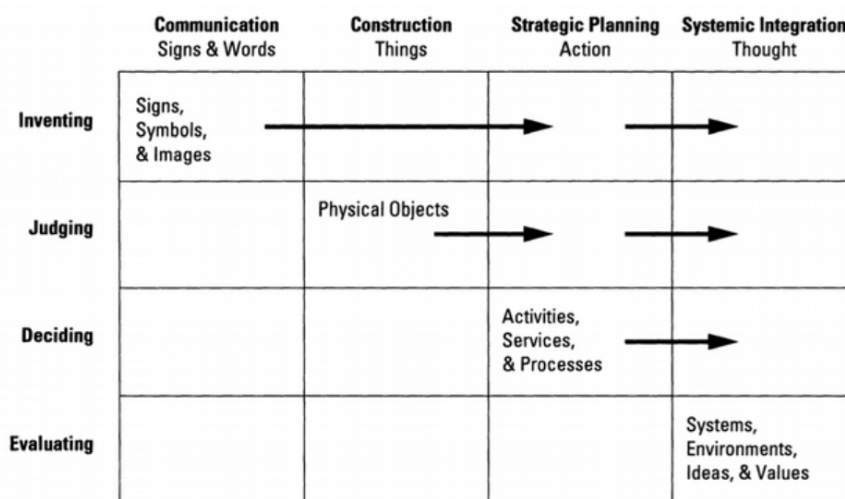 Communication
Signs & Words
Construction
Things
Strategic Planning
Action
Systemic Integration
Thought
Inventing
Signs,
Symbols,
& Images
Judging
Physical Objects
Deciding
Activities,
Services,
& Processes
Evaluating
Systems,
Environments,
Ideas, & Values